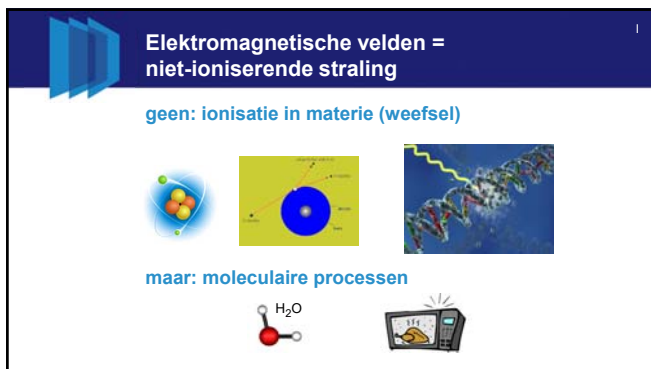 Elektromagnetische velden =
niet-ioniserende straling
geen: ionisatie in materie (weefsel)
maar: moleculaire processen
H₂O